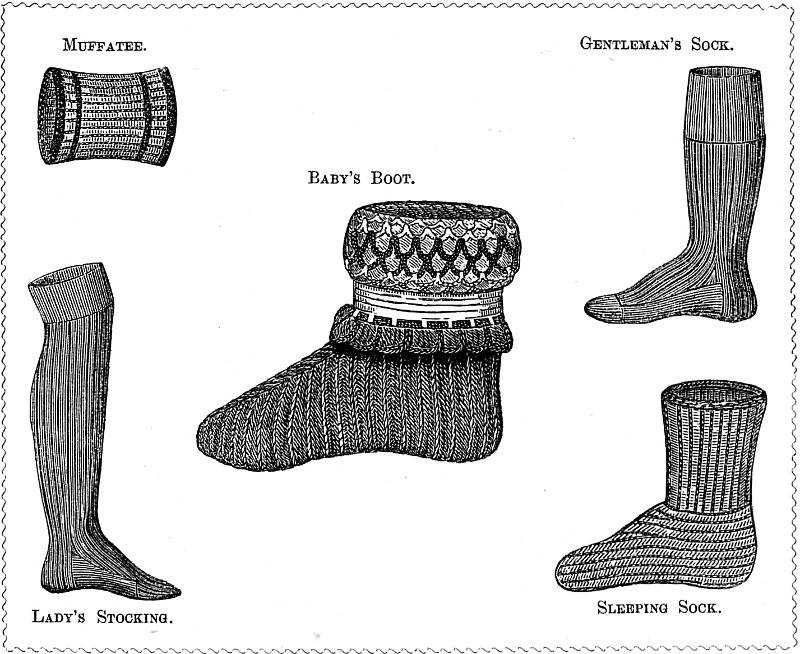 Muffatee.
Gentleman's Sock.
Baby's Boot.
Lady's Stocking.
Sleeping Sock.